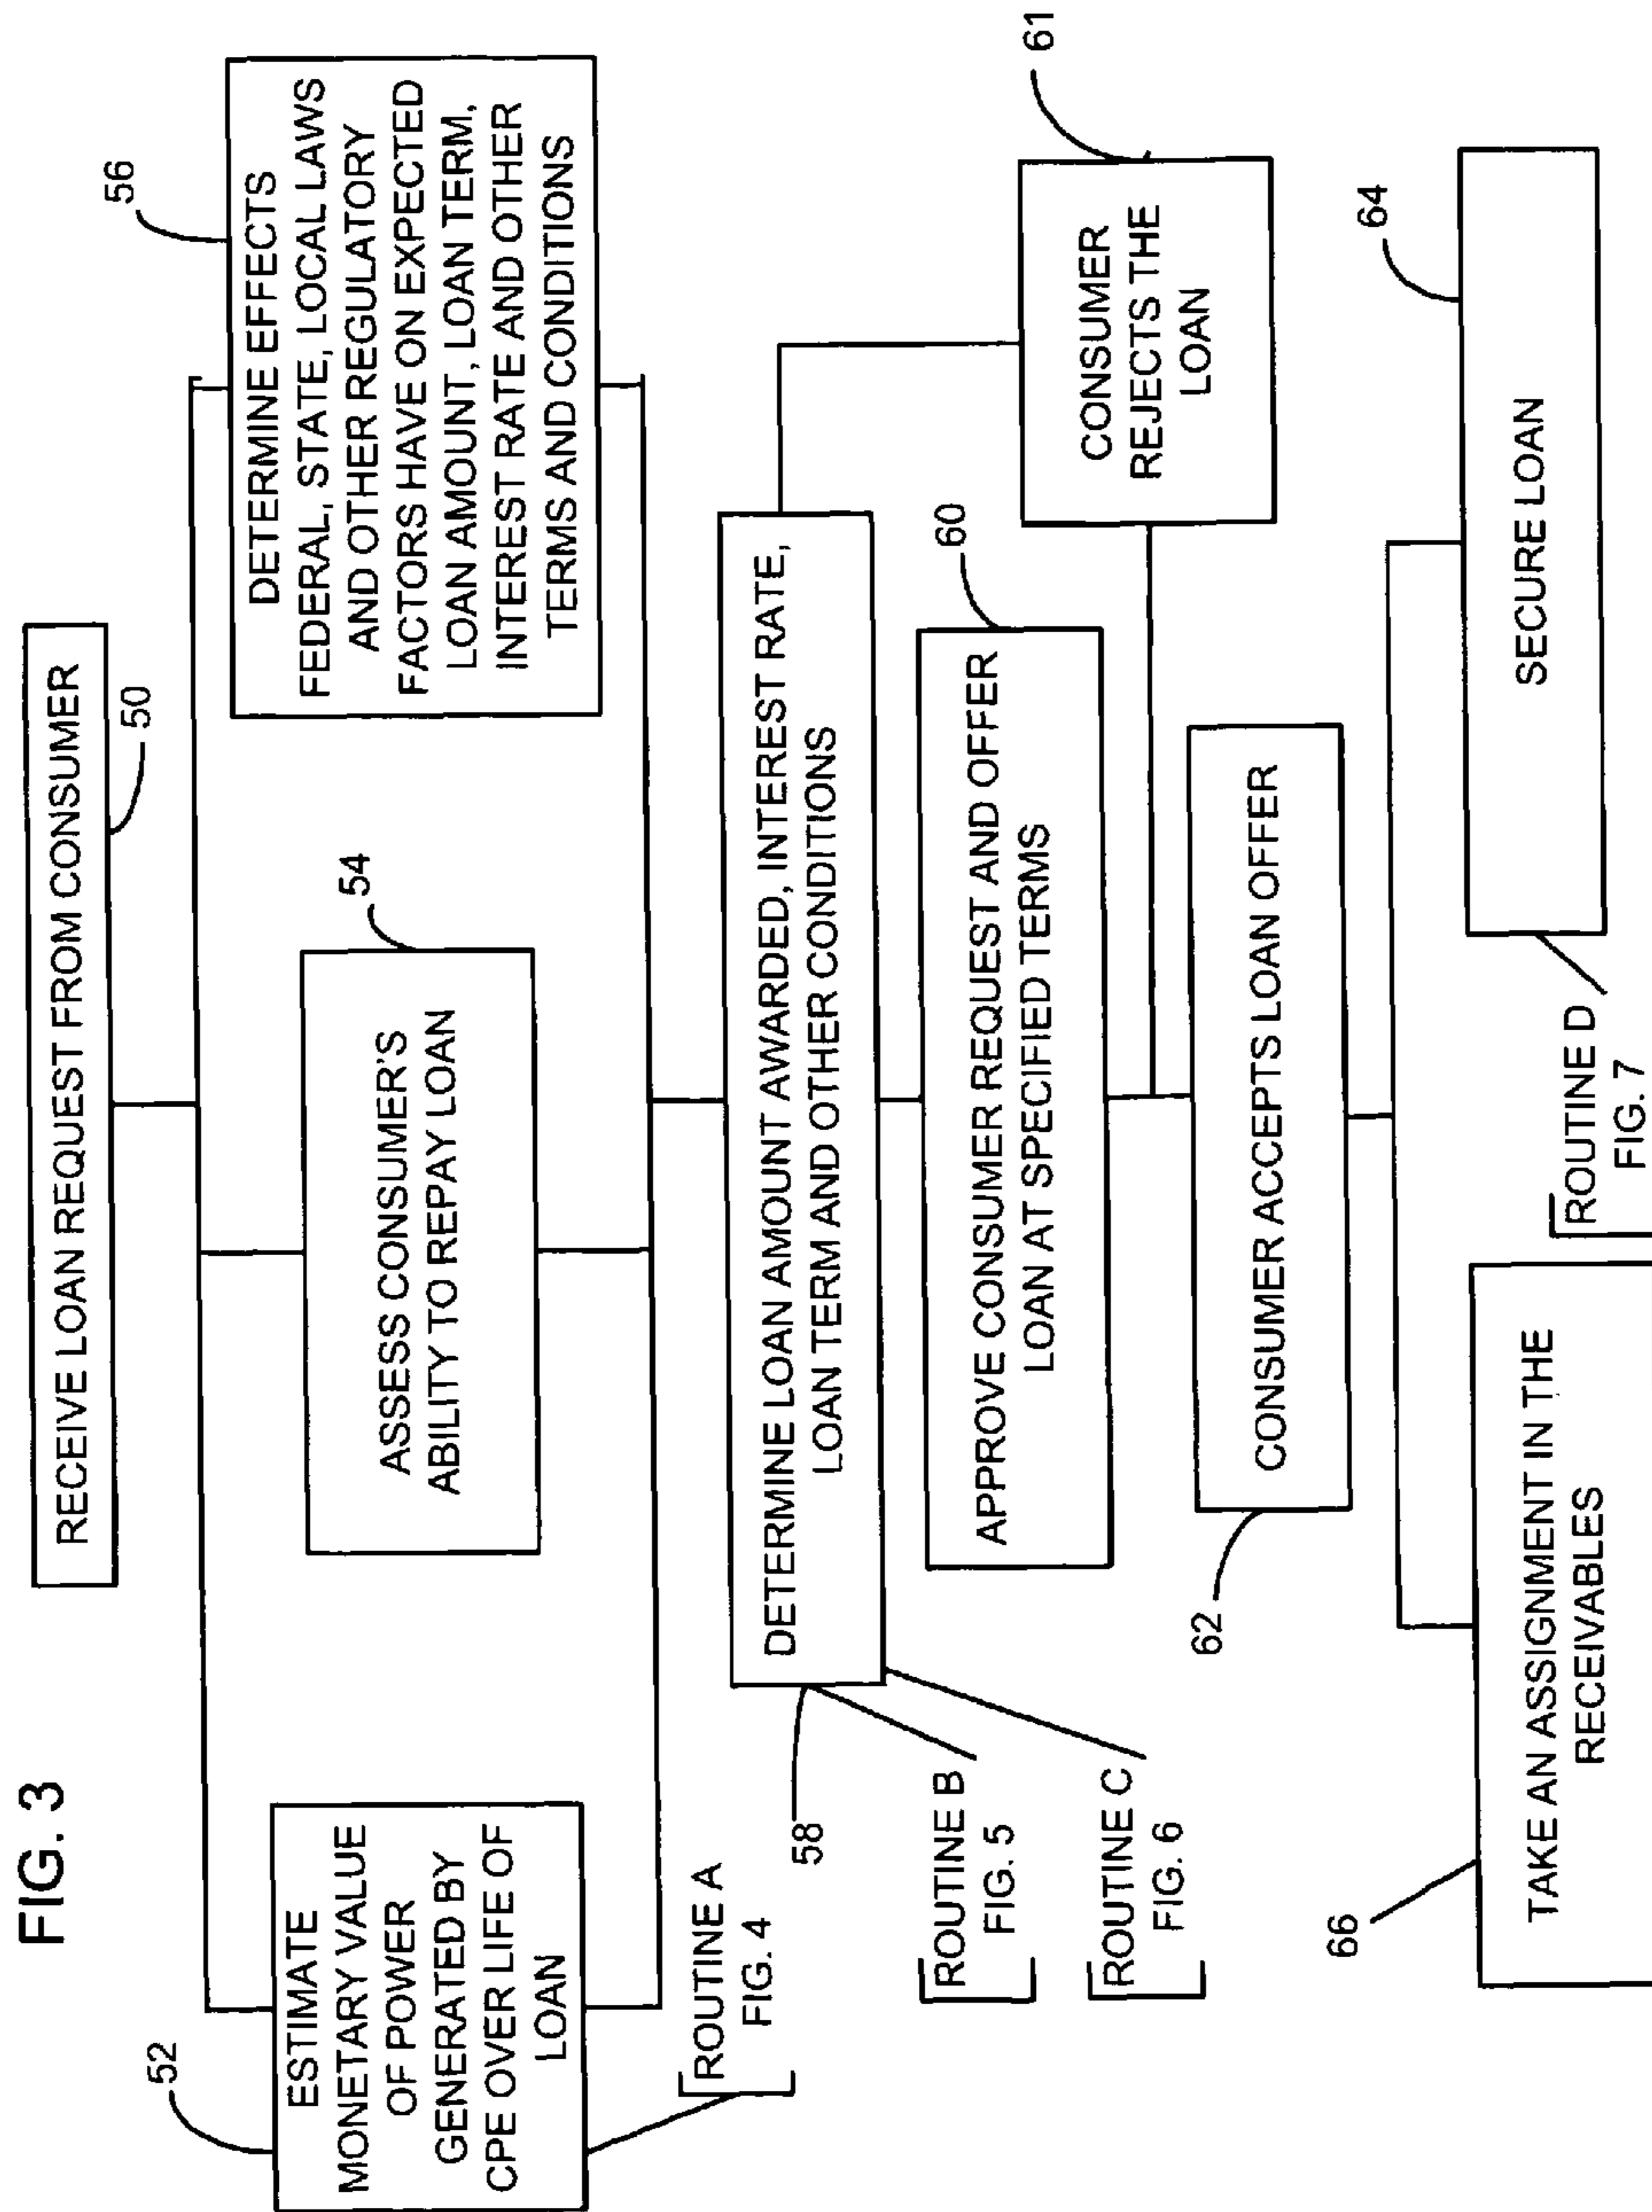 FIG. 3
RECEIVE LOAN REQUEST FROM CONSUMER
50
52
ESTIMATE
MONETARY VALUE
OF POWER
GENERATED BY
CPE OVER LIFE OF
LOAN
ROUTINE A
FIG. 4
54
ASSESS CONSUMER'S
ABILITY TO REPAY LOAN
56
DETERMINE EFFECTS
FEDERAL, STATE, LOCAL LAWS
AND OTHER REGULATORY
FACTORS HAVE ON EXPECTED
LOAN AMOUNT, LOAN TERM,
INTEREST RATE AND OTHER
TERMS AND CONDITIONS
DETERMINE LOAN AMOUNT AWARDED, INTEREST RATE,
LOAN TERM AND OTHER CONDITIONS
58
ROUTINE B
FIG. 5
ROUTINE C
FIG. 6
60
APPROVE CONSUMER REQUEST AND OFFER
LOAN AT SPECIFIED TERMS
61
CONSUMER
REJECTS THE
LOAN
62
CONSUMER ACCEPTS LOAN OFFER
64
SECURE LOAN
ROUTINE D
FIG. 7
66
TAKE AN ASSIGNMENT IN THE
RECEIVABLES